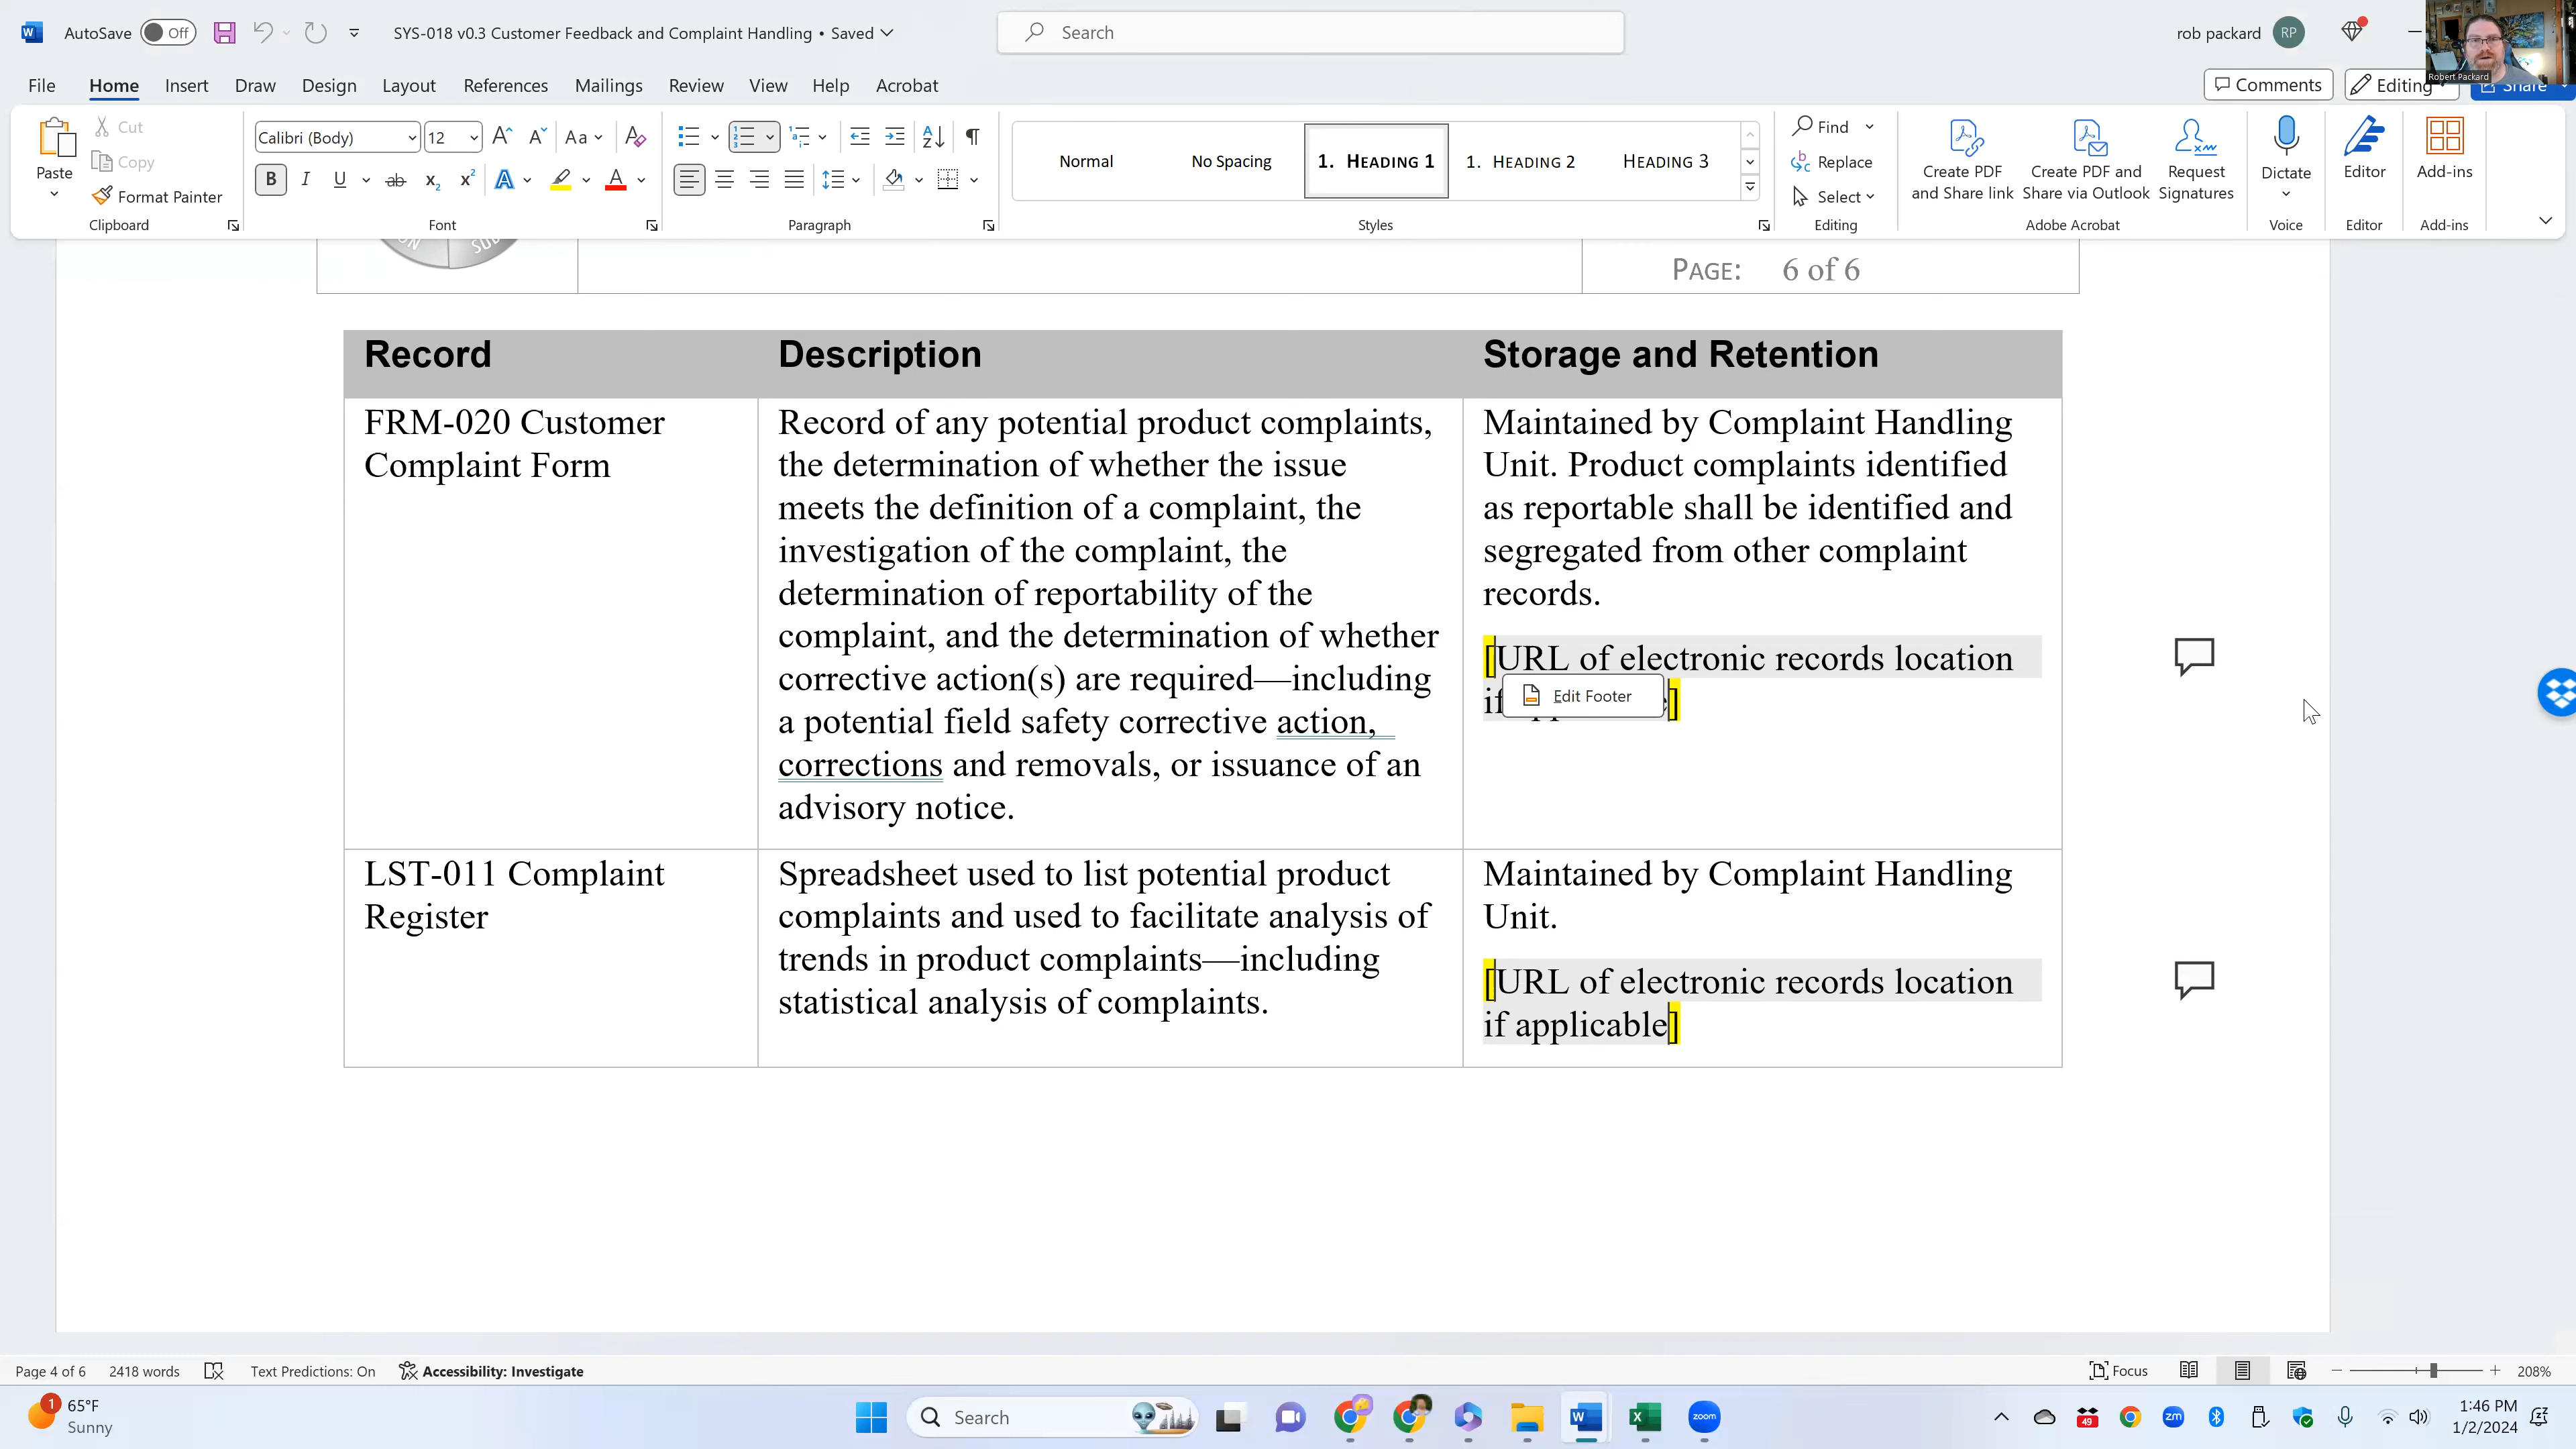 AutoSave Off SYS-018 v0.3 Customer Feedback and Complaint Handling • Saved Search rob packard RP
Robert Packard
File Home Insert Draw Design Layout References Mailings Review View Help Acrobat Comments Editing Share
Paste
Cut
Copy
Format Painter
Clipboard
Calibri (Body) 12
Font
Paragraph
Normal No Spacing 1. HEADING 1 1. HEADING 2 HEADING 3
Styles
Find
Replace
Select
Editing
Create PDF and Share link
Create PDF and Share via Outlook
Request Signatures
Adobe Acrobat
Dictate
Voice
Editor
Editor
Add-ins
Add-ins
PAGE: 6 of 6
Record Description Storage and Retention
FRM-020 Customer
Complaint Form
Record of any potential product complaints,
the determination of whether the issue
meets the definition of a complaint, the
investigation of the complaint, the
determination of reportability of the
complaint, and the determination of whether
corrective action(s) are required—including
a potential field safety corrective action,
corrections and removals, or issuance of an
advisory notice.
Maintained by Complaint Handling
Unit. Product complaints identified
as reportable shall be identified and
segregated from other complaint
records.
[URL of electronic records location
if ]
Edit Footer
LST-011 Complaint
Register
Spreadsheet used to list potential product
complaints and used to facilitate analysis of
trends in product complaints—including
statistical analysis of complaints.
Maintained by Complaint Handling
Unit.
[URL of electronic records location
if applicable]
Page 4 of 6 2418 words Text Predictions: On Accessibility: Investigate Focus 208%
1 65°F
Sunny
Search
zoom
49
zm
1:46 PM
1/2/2024